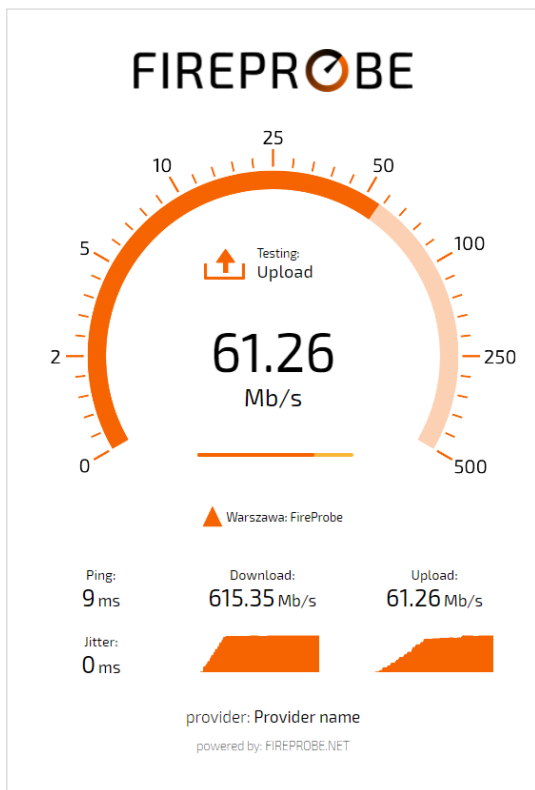 FIREPROBE
25
10
50
5
100
2
250
0
500
Testing:
Upload
61.26
Mb/s
Warszawa: FireProbe
Ping:
9 ms
Download:
615.35 Mb/s
Upload:
61.26 Mb/s
Jitter:
0 ms
provider: Provider name
powered by: FIREPROBE.NET